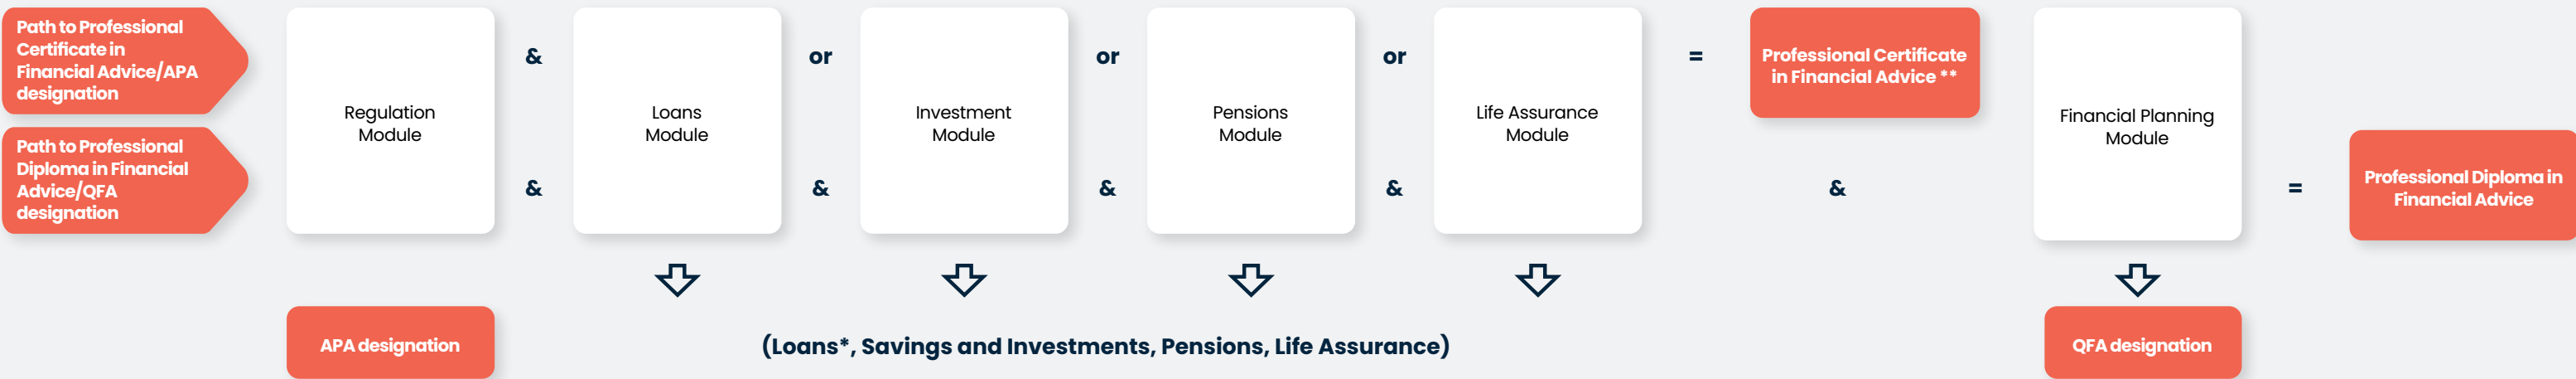 Path to Professional
Certificate in
Financial Advice/APA
designation
Path to Professional
Diploma in Financial
Advice/QFA
designation
Regulation
Module
&
&
Loans
Module
or
&
Investment
Module
or
&
Pensions
Module
or
&
Life Assurance
Module
=
Professional Certificate
in Financial Advice **
&
Financial Planning
Module
=
Professional Diploma in
Financial Advice
APA designation
(Loans*, Savings and Investments, Pensions, Life Assurance)
QFA designation